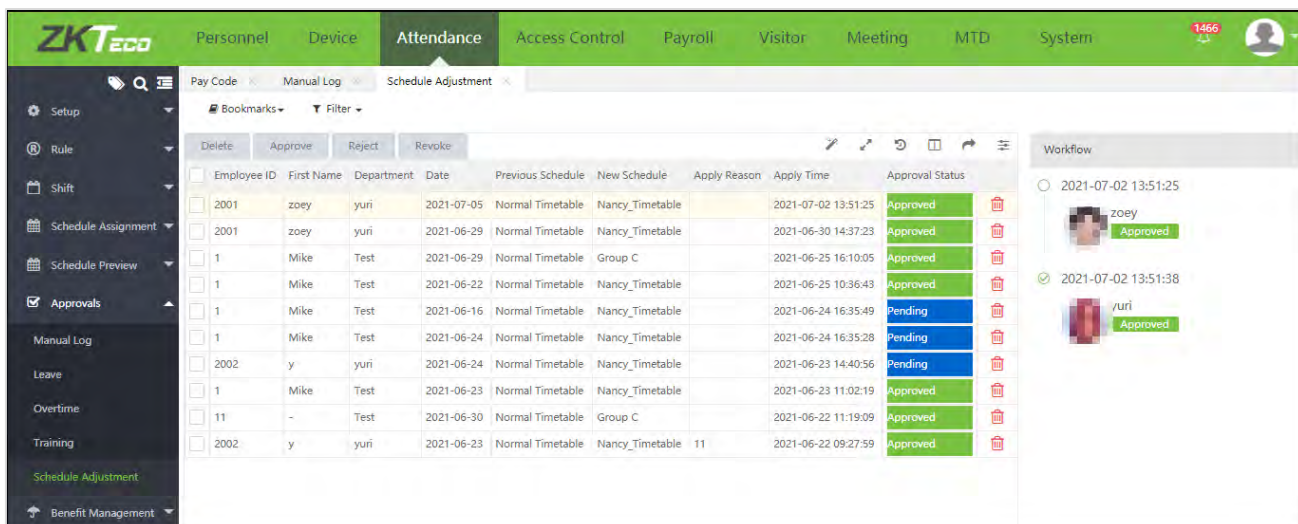 ZKTeco Personnel Device Attendance Access Control Payroll Visitor Meeting MTD System 1466
Pay Code Manual Log Schedule Adjustment
Bookmarks Filter
Setup
Rule
Shift
Schedule Assignment
Schedule Preview
Approvals
Manual Log
Leave
Overtime
Training
Schedule Adjustment
Benefit Management
Delete Approve Reject Revoke
Employee ID First Name Department Date Previous Schedule New Schedule Apply Reason Apply Time Approval Status
2001 zoey yuri 2021-07-05 Normal Timetable Nancy_Timetable 2021-07-02 13:51:25 Approved
2001 zoey yuri 2021-06-29 Normal Timetable Nancy_Timetable 2021-06-30 14:37:23 Approved
1 Mike Test 2021-06-29 Normal Timetable Group C 2021-06-25 16:10:05 Approved
1 Mike Test 2021-06-22 Normal Timetable Nancy_Timetable 2021-06-25 10:36:43 Approved
1 Mike Test 2021-06-16 Normal Timetable Nancy_Timetable 2021-06-24 16:35:49 Pending
1 Mike Test 2021-06-24 Normal Timetable Nancy_Timetable 2021-06-24 16:35:28 Pending
2002 y yuri 2021-06-24 Normal Timetable Nancy_Timetable 2021-06-23 14:40:56 Pending
1 Mike Test 2021-06-23 Normal Timetable Nancy_Timetable 2021-06-23 11:02:19 Approved
11 - Test 2021-06-30 Normal Timetable Group C 2021-06-22 11:19:09 Approved
2002 y yuri 2021-06-23 Normal Timetable Nancy_Timetable 11 2021-06-22 09:27:59 Approved
Workflow
2021-07-02 13:51:25
zoey
Approved
2021-07-02 13:51:38
yuri
Approved